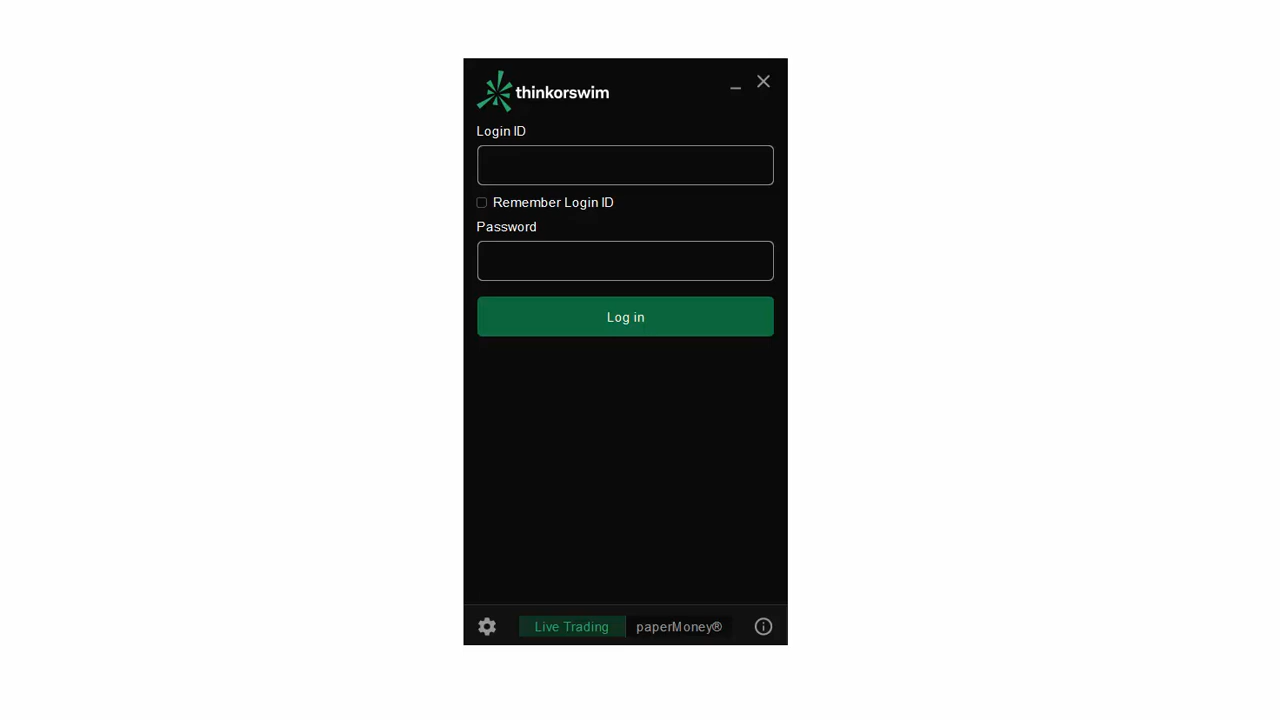 thinkorswim
Login ID
Remember Login ID
Password
Log in
Live Trading
paperMoney®